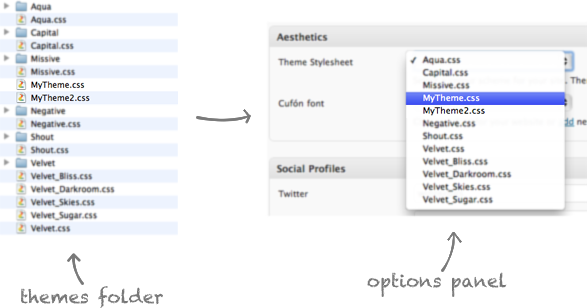 Aqua
Aqua.css
Capital
Capital.css
Missive
Missive.css
MyTheme.css
MyTheme2.css
Negative
Negative.css
Shout
Shout.css
Velvet
Velvet_Bliss.css
Velvet_Darkroom.css
Velvet_Skies.css
Velvet_Sugar.css
Velvet.css
themes folder
Aesthetics
Theme Stylesheet
✓ Aqua.css
Capital.css
Missive.css
MyTheme.css
MyTheme2.css
Negative.css
Shout.css
Velvet.css
Velvet_Bliss.css
Velvet_Darkroom.css
Velvet_Skies.css
Velvet_Sugar.css
The
Cufón font
add ne
Social Profiles
Twitter
options panel